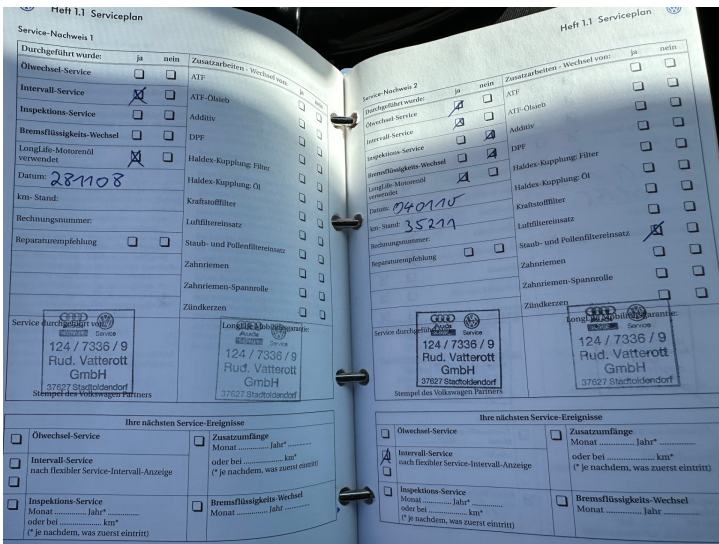 Heft 1.1 Serviceplan
Service-Nachweis 1
Durchgeführt wurde: ja nein
Ölwechsel-Service
Intervall-Service
Inspektions-Service
Bremsflüssigkeits-Wechsel
LongLife-Motorenöl
verwendet
Datum: 281108
km- Stand:
Rechnungsnummer:
Reparaturempfehlung
Zusatzarbeiten - Wechsel von: ja nein
ATF
ATF-Ölsieb
Additiv
DPF
Haldex-Kupplung: Filter
Haldex-Kupplung: Öl
Kraftstofffilter
Luftfiltereinsatz
Staub- und Pollenfiltereinsatz
Zahnriemen
Zahnriemen-Spannrolle
Zündkerzen
Service durchgeführt von:
Audi Service
124 / 7336 / 9
Rud. Vatterott
GmbH
37627 Stadtoldendorf
Stempel des Volkswagen Partners
LongLife Mobilitätsgarantie:
Audi Service
124 / 7336 / 9
Rud. Vatterott
GmbH
37627 Stadtoldendorf
Ihre nächsten Service-Ereignisse
Ölwechsel-Service
Intervall-Service
nach flexibler Service-Intervall-Anzeige
Inspektions-Service
Monat .............. Jahr* ..............
oder bei .............. km*
(* je nachdem, was zuerst eintritt)
Zusatzumfänge
Monat .............. Jahr* ..............
oder bei .............. km*
(* je nachdem, was zuerst eintritt)
Bremsflüssigkeits-Wechsel
Monat .............. Jahr ..............
Heft 1.1 Serviceplan
Service-Nachweis 2
Durchgeführt wurde: ja nein
Ölwechsel-Service
Intervall-Service
Inspektions-Service
Bremsflüssigkeits-Wechsel
LongLife-Motorenöl
verwendet
Datum:
km- Stand: 35211
Rechnungsnummer:
Reparaturempfehlung
Zusatzarbeiten - Wechsel von: ja nein
ATF
ATF-Ölsieb
Additiv
DPF
Haldex-Kupplung: Filter
Haldex-Kupplung: Öl
Kraftstofffilter
Luftfiltereinsatz
Staub- und Pollenfiltereinsatz
Zahnriemen
Zahnriemen-Spannrolle
Zündkerzen
Service durchgeführt
Audi Service
124 / 7336 / 9
Rud. Vatterott
GmbH
37627 Stadtoldendorf
Stempel des Volkswagen Partners
LongLife Mobilitätsgarantie:
Service
124 / 7336 / 9
Rud. Vatterott
GmbH
37627 Stadtoldendorf
Ihre nächsten Service-Ereignisse
Ölwechsel-Service
Intervall-Service
nach flexibler Service-Intervall-Anzeige
Inspektions-Service
Monat .............. Jahr* ..............
oder bei .............. km*
(* je nachdem, was zuerst eintritt)
Zusatzumfänge
Monat .............. Jahr* ..............
oder bei .............. km*
(* je nachdem, was zuerst eintritt)
Bremsflüssigkeits-Wechsel
Monat .............. Jahr ..............